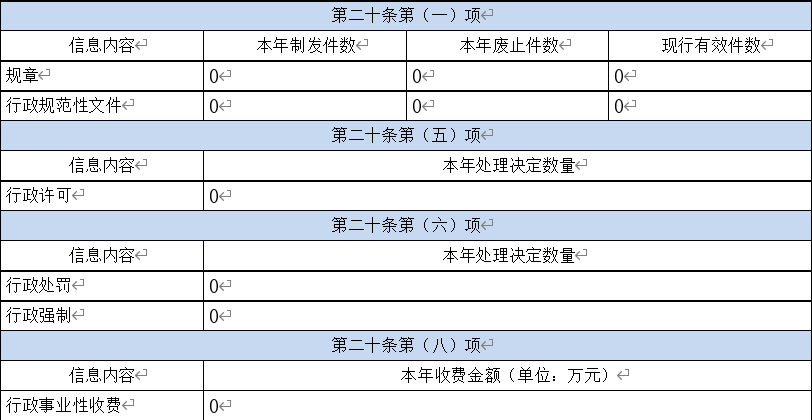 第二十条第（一）项
信息内容 本年制发件数 本年废止件数 现行有效件数
规章 0 0 0
行政规范性文件 0 0 0
第二十条第（五）项
信息内容 本年处理决定数量
行政许可 0
第二十条第（六）项
信息内容 本年处理决定数量
行政处罚 0
行政强制 0
第二十条第（八）项
信息内容 本年收费金额（单位：万元）
行政事业性收费 0